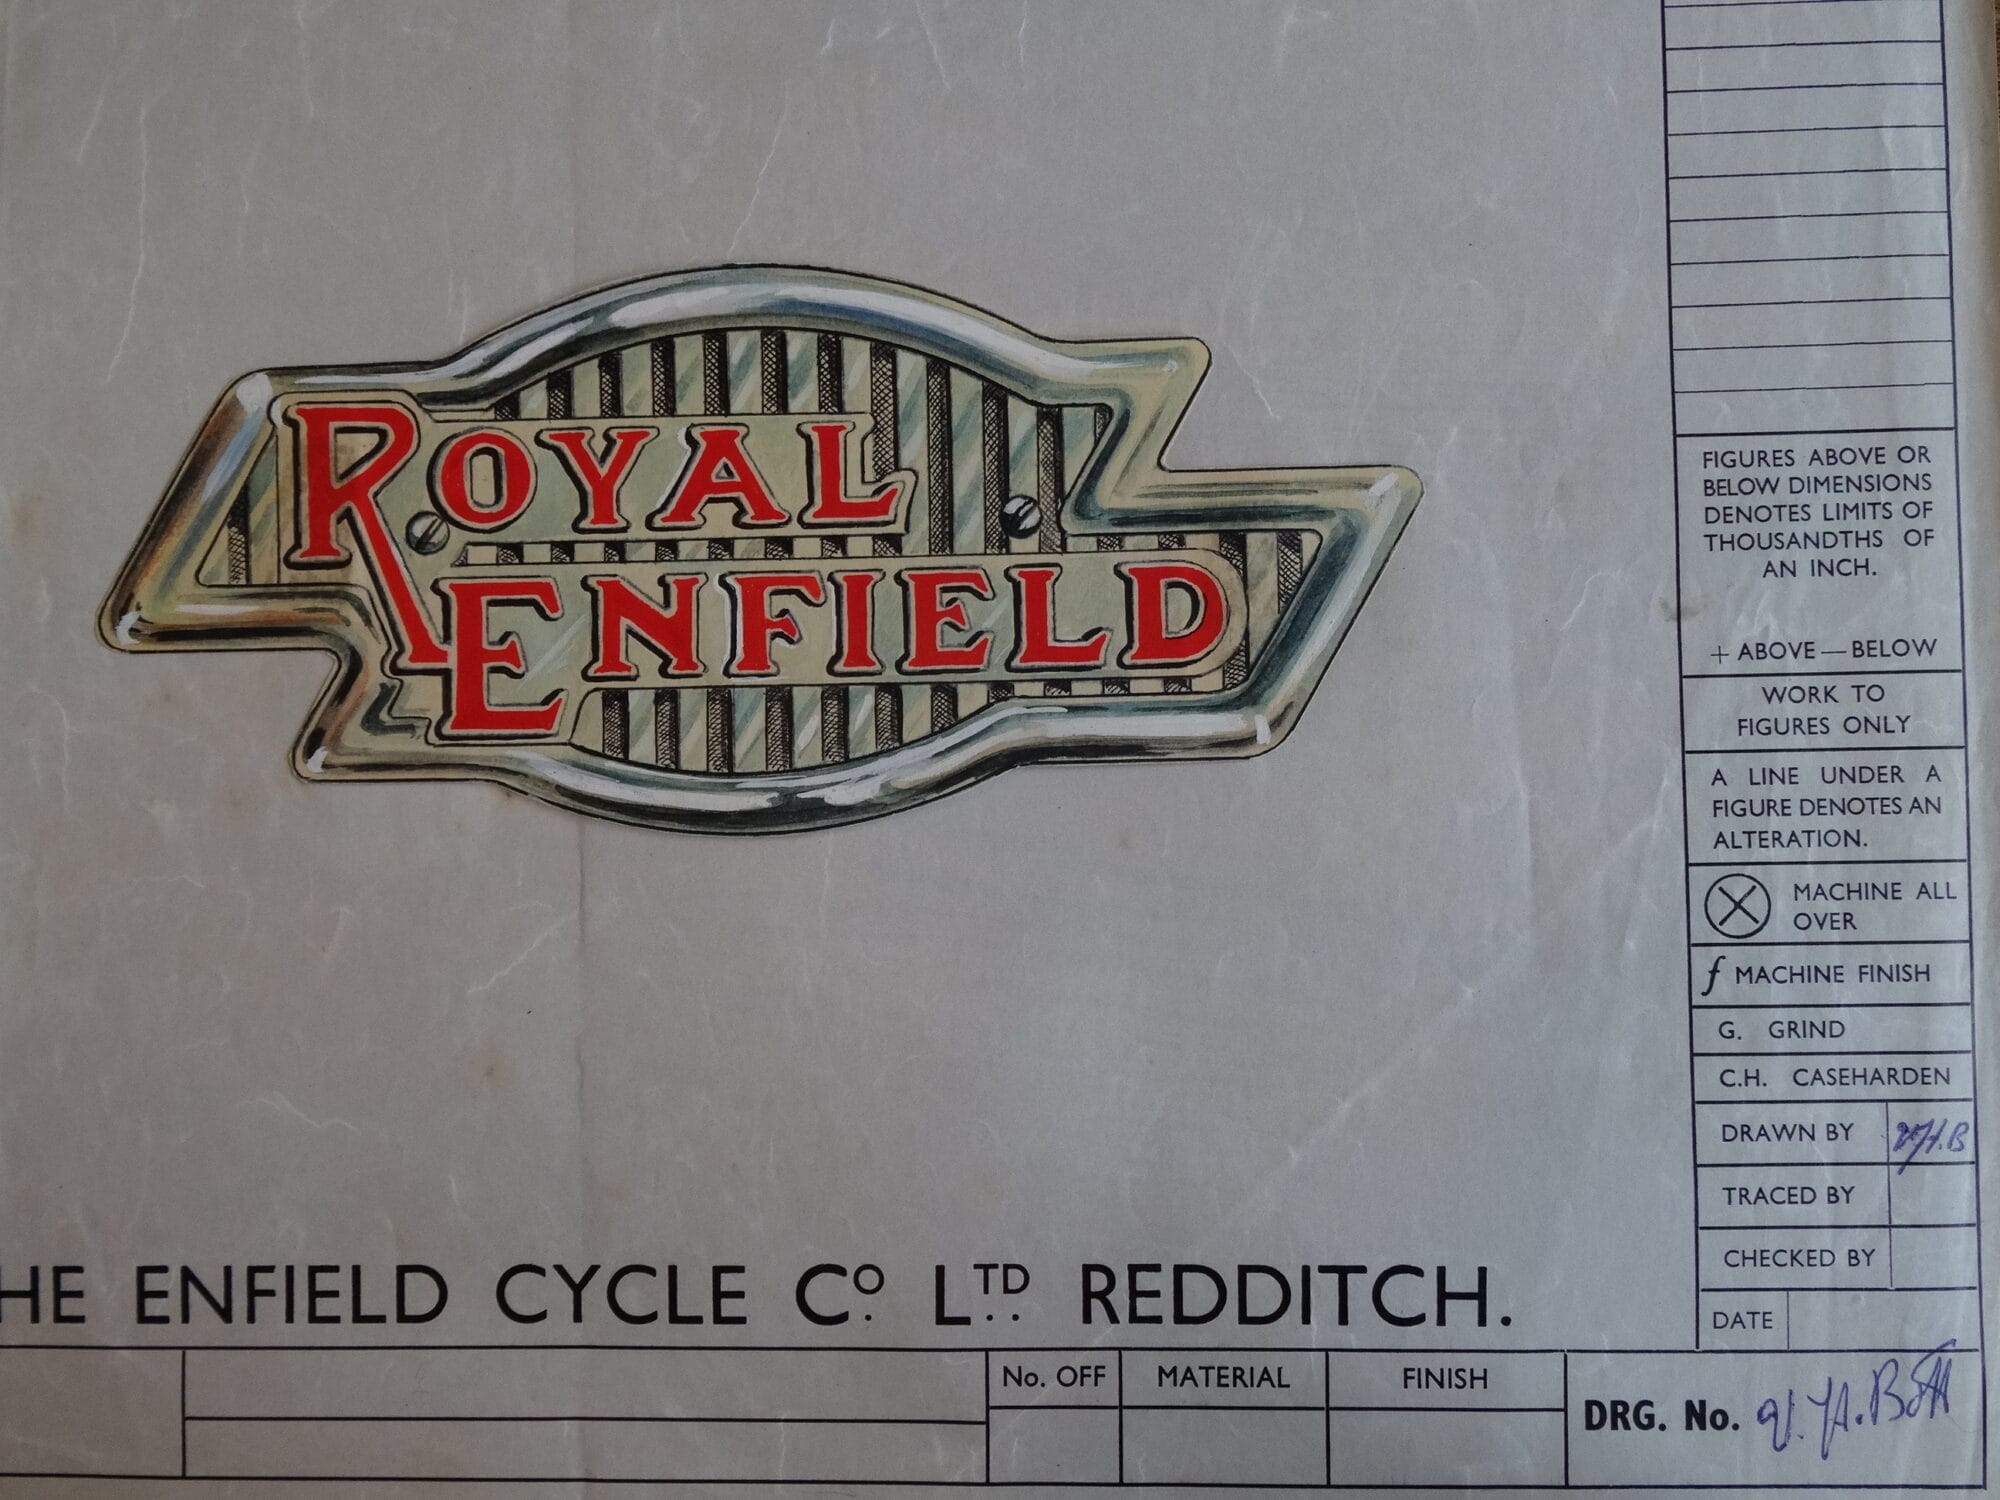 ROYAL
ENFIELD
FIGURES ABOVE OR
BELOW DIMENSIONS
DENOTES LIMITS OF
THOUSANDTHS OF
AN INCH.
+ ABOVE — BELOW
WORK TO
FIGURES ONLY
A LINE UNDER A
FIGURE DENOTES AN
ALTERATION.
MACHINE ALL
OVER
f MACHINE FINISH
G. GRIND
C.H. CASEHARDEN
DRAWN BY
TRACED BY
CHECKED BY
DATE
HE ENFIELD CYCLE Cº. LTD. REDDITCH.
No. OFF
MATERIAL
FINISH
DRG. No.